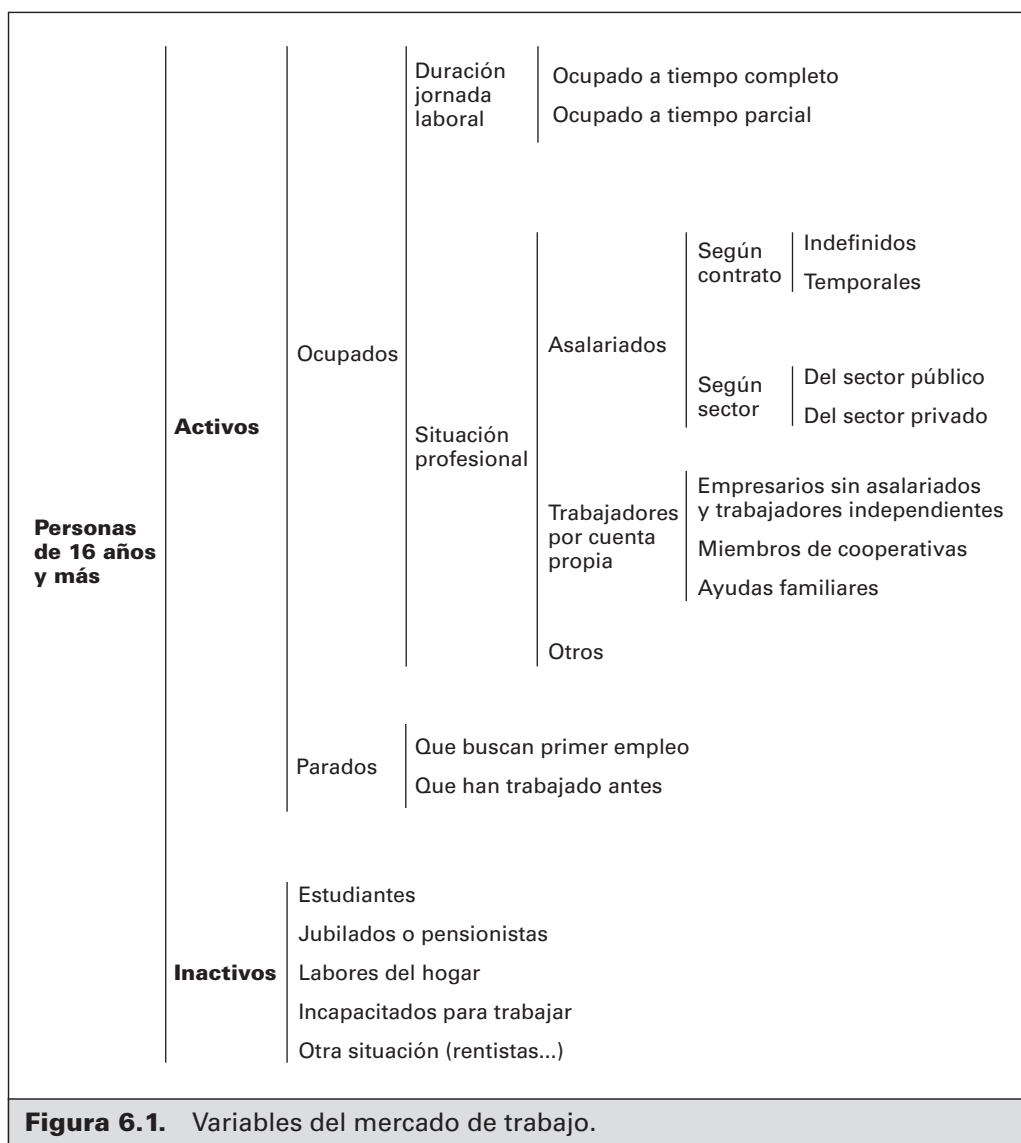 Personas
de 16 años
y más
Activos
Ocupados
Duración
jornada
laboral
Ocupado a tiempo completo
Ocupado a tiempo parcial
Situación
profesional
Asalariados
Según
contrato
Indefinidos
Temporales
Según
sector
Del sector público
Del sector privado
Trabajadores
por cuenta
propia
Empresarios sin asalariados
y trabajadores independientes
Miembros de cooperativas
Ayudas familiares
Otros
Parados
Que buscan primer empleo
Que han trabajado antes
Inactivos
Estudiantes
Jubilados o pensionistas
Labores del hogar
Incapacitados para trabajar
Otra situación (rentistas...)
Figura 6.1. Variables del mercado de trabajo.